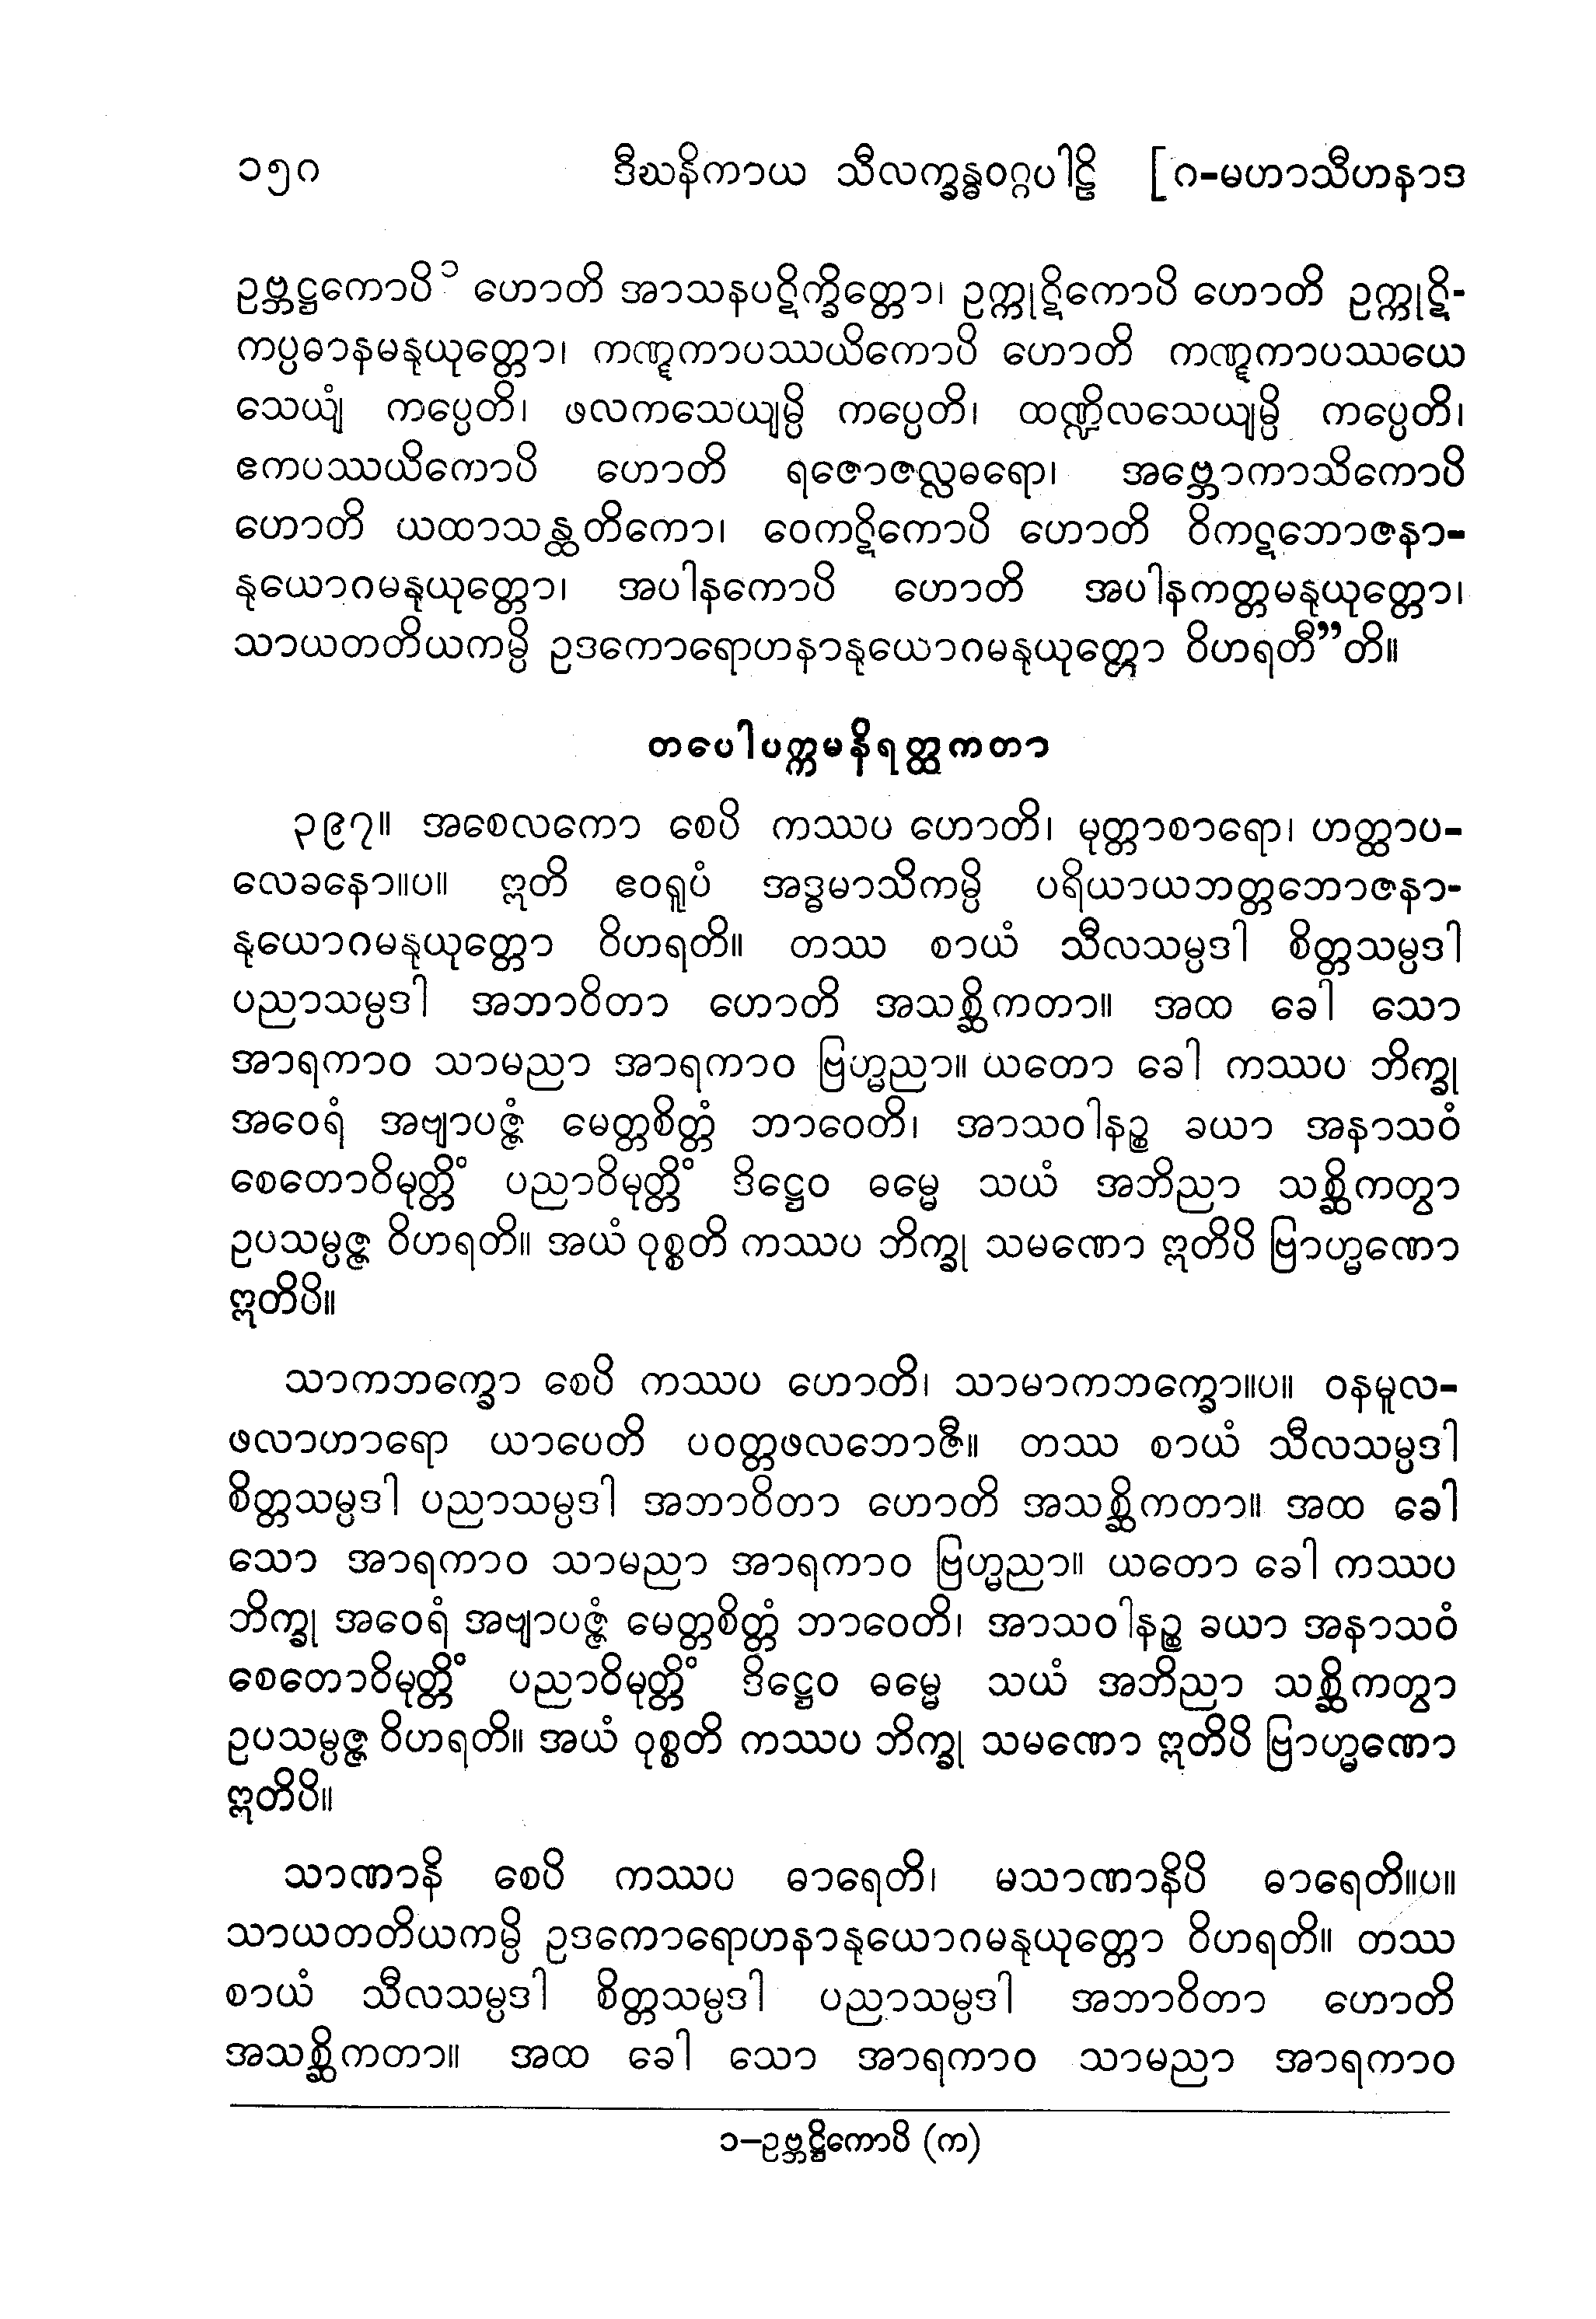 ၁၅၈ ဒီဃနိကာယ သီလက္ခန္ဓဝဂ္ဂပါဠိ [၈-မဟာသီဟနာဒ
ဥဗ္ဘဋ္ဌကောပိ ၁ ဟောတိ အာသနပဋိက္ခိတ္တော၊ ဥက္ကုဋိကောပိ ဟောတိ ဥက္ကုဋိ-
ကပ္ပဓာနမနုယုတ္တော၊ ကဏ္ဋကာပဿယိကောပိ ဟောတိ ကဏ္ဋကာပဿယေ
သေယျံ ကပ္ပေတိ၊ ဖလကသေယျမ္ပိ ကပ္ပေတိ၊ ထဏ္ဍိလသေယျမ္ပိ ကပ္ပေတိ၊
ဧကပဿယိကောပိ ဟောတိ ရဇောဇလ္လဓရော၊ အဗ္ဘောကာသိကောပိ
ဟောတိ ယထာသန္ထတိကော၊ ဝေကဋိကောပိ ဟောတိ ဝိကဋဘောဇနာ-
နုယောဂမနုယုတ္တော၊ အပါနကောပိ ဟောတိ အပါနကတ္တမနုယုတ္တော၊
သာယတတိယကမ္ပိ ဥဒကောရောဟနာနုယောဂမနုယုတ္တော ဝိဟရတီ”တိ။
တပေါပက္ကမနိရတ္ထကတာ
၃၉၇။ အစေလကော စေပိ ကဿပ ဟောတိ၊ မုတ္တာစာရော၊ ဟတ္ထာပ-
လေခနော။ပ။ ဣတိ ဧဝရူပံ အဒ္ဓမာသိကမ္ပိ ပရိယာယဘတ္တဘောဇနာ-
နုယောဂမနုယုတ္တော ဝိဟရတိ။ တဿ စာယံ သီလသမ္ပဒါ စိတ္တသမ္ပဒါ
ပညာသမ္ပဒါ အဘာဝိတာ ဟောတိ အသစ္ဆိကတာ။ အထ ခေါ သော
အာရကာဝ သာမညာ အာရကာဝ ဗြဟ္မညာ။ ယတော ခေါ ကဿပ ဘိက္ခု
အဝေရံ အဗျာပဇ္ဇံ မေတ္တစိတ္တံ ဘာဝေတိ၊ အာသဝါနဉ္စ ခယာ အနာသဝံ
စေတောဝိမုတ္တိံ ပညာဝိမုတ္တိံ ဒိဋ္ဌေဝ ဓမ္မေ သယံ အဘိညာ သစ္ဆိကတွာ
ဥပသမ္ပဇ္ဇ ဝိဟရတိ။ အယံ ဝုစ္စတိ ကဿပ ဘိက္ခု သမဏော ဣတိပိ ဗြာဟ္မဏော
ဣတိပိ။
သာကဘက္ခော စေပိ ကဿပ ဟောတိ၊ သာမာကဘက္ခော။ပ။ ဝနမူလ-
ဖလာဟာရော ယာပေတိ ပဝတ္တဖလဘောဇီ။ တဿ စာယံ သီလသမ္ပဒါ
စိတ္တသမ္ပဒါ ပညာသမ္ပဒါ အဘာဝိတာ ဟောတိ အသစ္ဆိကတာ။ အထ ခေါ
သော အာရကာဝ သာမညာ အာရကာဝ ဗြဟ္မညာ။ ယတော ခေါ ကဿပ
ဘိက္ခု အဝေရံ အဗျာပဇ္ဇံ မေတ္တစိတ္တံ ဘာဝေတိ၊ အာသဝါနဉ္စ ခယာ အနာသဝံ
စေတောဝိမုတ္တိံ ပညာဝိမုတ္တိံ ဒိဋ္ဌေဝ ဓမ္မေ သယံ အဘိညာ သစ္ဆိကတွာ
ဥပသမ္ပဇ္ဇ ဝိဟရတိ။ အယံ ဝုစ္စတိ ကဿပ ဘိက္ခု သမဏော ဣတိပိ ဗြာဟ္မဏော
ဣတိပိ။
သာဏာနိ စေပိ ကဿပ ဓာရေတိ၊ မသာဏာနိပိ ဓာရေတိ။ပ။
သာယတတိယကမ္ပိ ဥဒကောရောဟနာနုယောဂမနုယုတ္တော ဝိဟရတိ။ တဿ
စာယံ သီလသမ္ပဒါ စိတ္တသမ္ပဒါ ပညာသမ္ပဒါ အဘာဝိတာ ဟောတိ
အသစ္ဆိကတာ။ အထ ခေါ သော အာရကာဝ သာမညာ အာရကာဝ
၁–ဥဗ္ဘဋ္ဌိကောပိ (က)